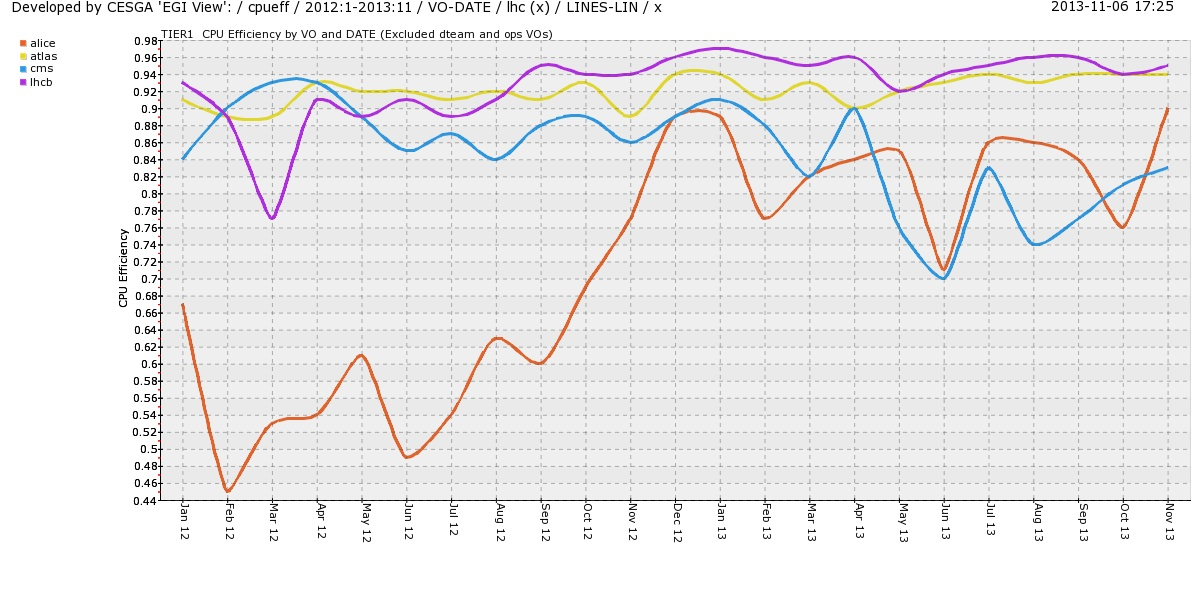 Developed by CESGA 'EGI View': / cpueff / 2012:1-2013:11 / VO-DATE / lhc (x) / LINES-LIN / x
2013-11-06 17:25
TIER1 CPU Efficiency by VO and DATE (Excluded dteam and ops VOs)
alice
atlas
cms
lhcb
CPU Efficiency
0.98
0.96
0.94
0.92
0.9
0.88
0.86
0.84
0.82
0.8
0.78
0.76
0.74
0.72
0.7
0.68
0.66
0.64
0.62
0.6
0.58
0.56
0.54
0.52
0.5
0.48
0.46
0.44
Jan 12
Feb 12
Mar 12
Apr 12
May 12
Jun 12
Jul 12
Aug 12
Sep 12
Oct 12
Nov 12
Dec 12
Jan 13
Feb 13
Mar 13
Apr 13
May 13
Jun 13
Jul 13
Aug 13
Sep 13
Oct 13
Nov 13